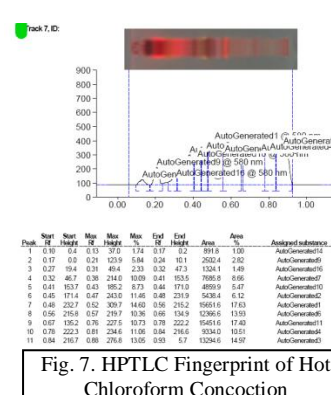 Track 7, ID:
900
800
700
600
500
400
300
200
100
0
AutoGenerated1 @ 580 nm
AutoGenerated9 @ 580 nm
AutoGenerated16 @ 580 nm
0.00 0.20 0.40 0.60 0.80 1.00
Peak Start Rf Start Height Max Rf Max Height Max % End Rf End Height Area Area % Assigned substance
1 0.10 0.4 0.13 37.0 1.74 0.17 0.2 891.8 1.00 AutoGenerated14
2 0.17 0.0 0.21 123.9 5.84 0.24 10.1 2502.4 2.82 AutoGenerated9
3 0.27 19.4 0.31 49.4 2.33 0.32 47.3 1324.1 1.49 AutoGenerated16
4 0.32 46.7 0.38 214.0 10.09 0.41 153.5 7685.8 8.66 AutoGenerated7
5 0.41 153.7 0.43 185.2 8.73 0.44 171.0 4859.9 5.47 AutoGenerated10
6 0.45 171.4 0.47 243.0 11.46 0.48 231.9 5438.4 6.12 AutoGenerated2
7 0.48 232.7 0.52 309.7 14.60 0.56 215.2 15651.6 17.63 AutoGenerated1
8 0.56 215.8 0.57 219.7 10.36 0.66 134.9 12366.6 13.93 AutoGenerated6
9 0.67 135.2 0.76 227.5 10.73 0.78 222.2 15451.6 17.40 AutoGenerated11
10 0.78 222.3 0.81 234.6 11.06 0.84 216.6 9334.0 10.51 AutoGenerated4
11 0.84 216.7 0.88 276.8 13.05 0.93 5.7 13294.6 14.97 AutoGenerated3
Fig. 7. HPTLC Fingerprint of Hot
Chloroform Concoction